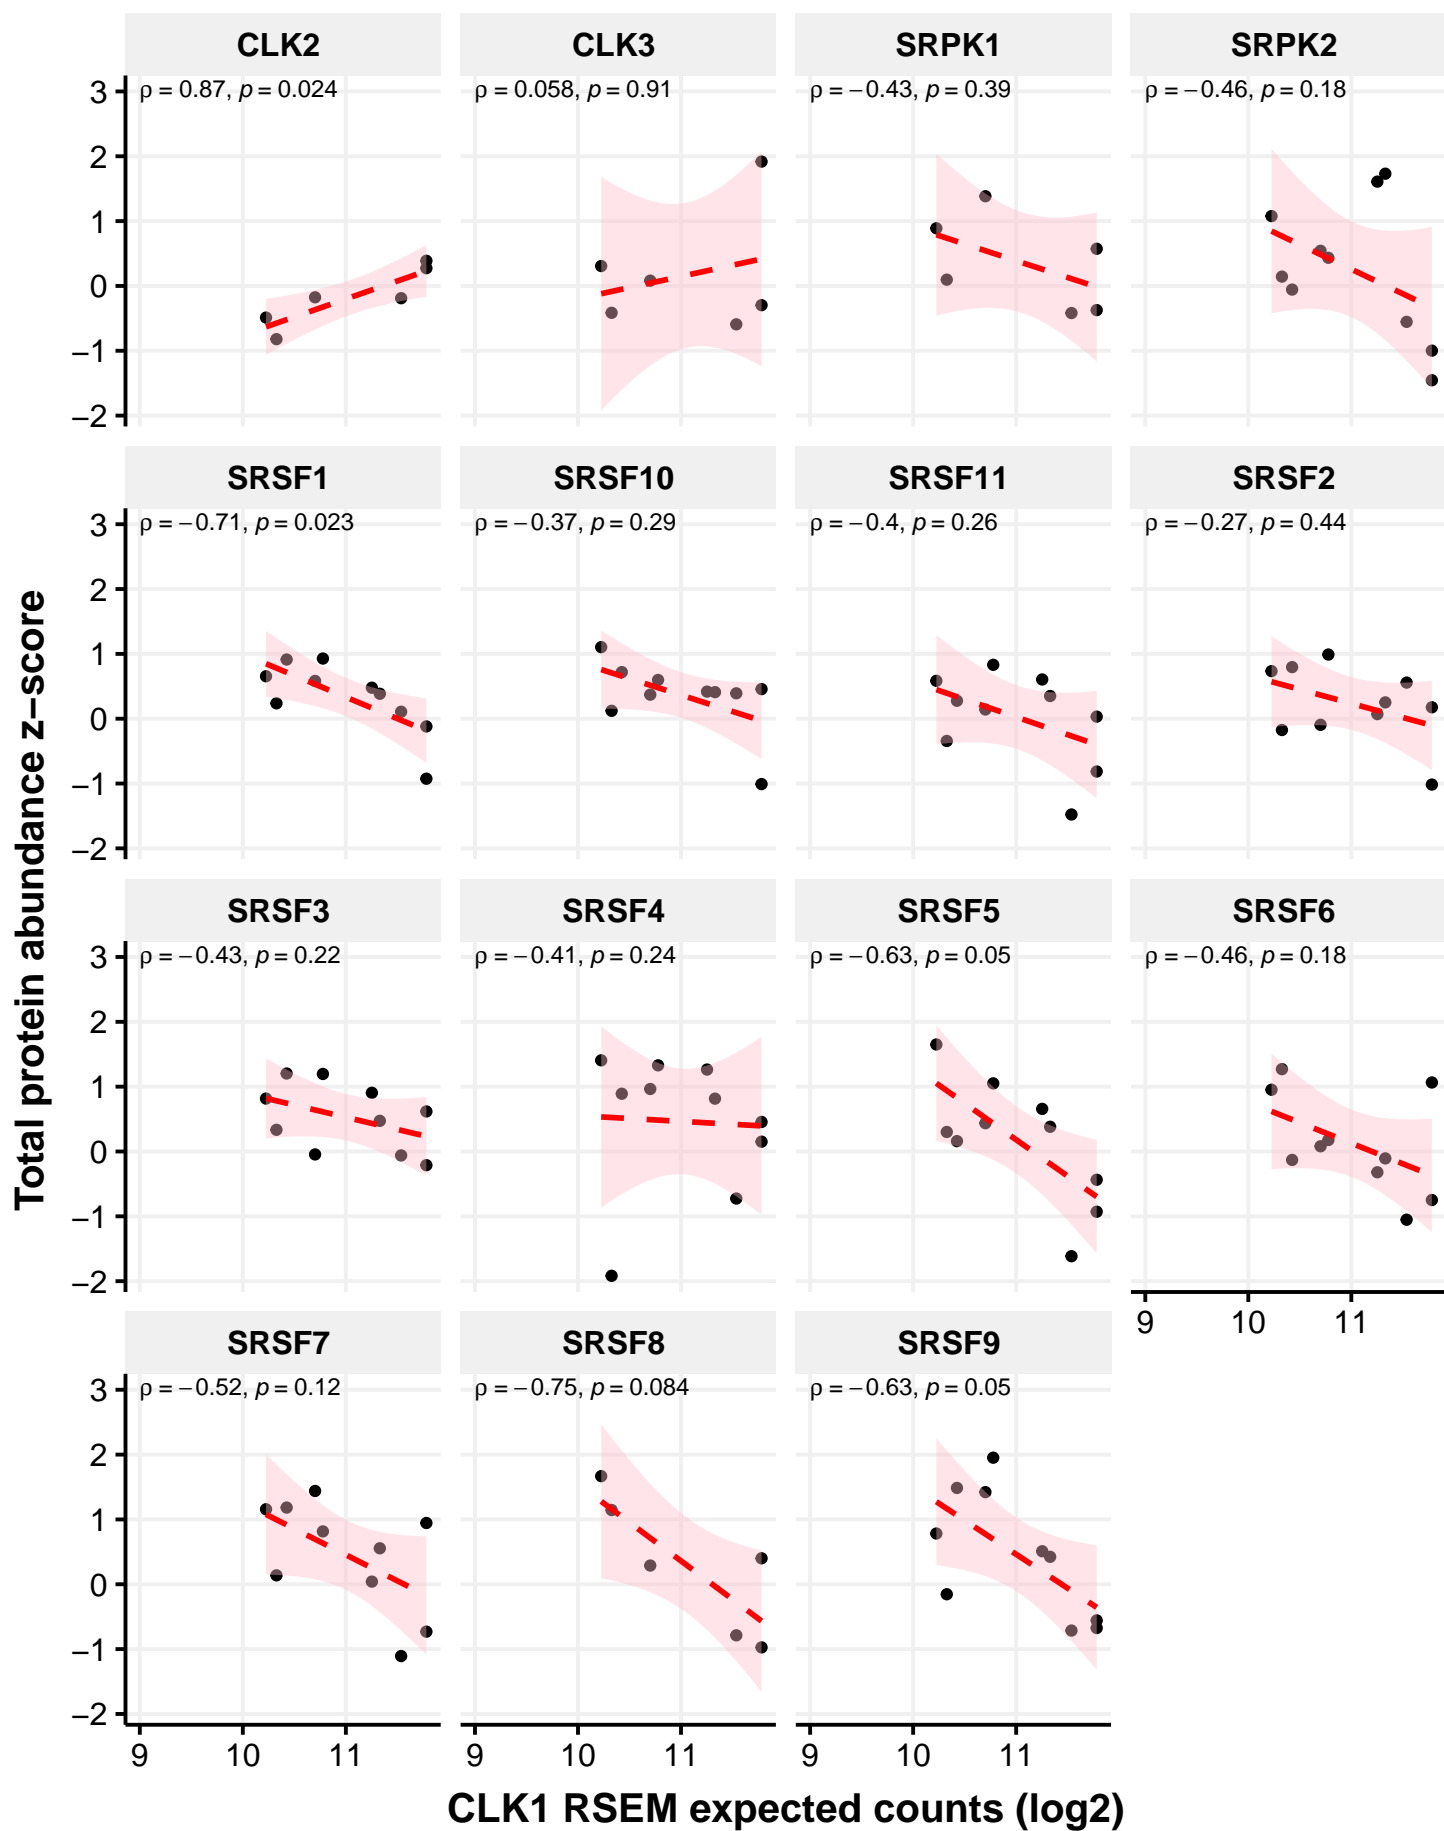 CLK2 CLK3 SRPK1 SRPK2
ρ = 0.87, p = 0.024 ρ = 0.058, p = 0.91 ρ = −0.43, p = 0.39 ρ = −0.46, p = 0.18
3
2
1
0
−1
−2
SRSF1 SRSF10 SRSF11 SRSF2
ρ = −0.71, p = 0.023 ρ = −0.37, p = 0.29 ρ = −0.4, p = 0.26 ρ = −0.27, p = 0.44
3
2
1
0
−1
−2
SRSF3 SRSF4 SRSF5 SRSF6
ρ = −0.43, p = 0.22 ρ = −0.41, p = 0.24 ρ = −0.63, p = 0.05 ρ = −0.46, p = 0.18
3
2
1
0
−1
−2
9 10 11
SRSF7 SRSF8 SRSF9
ρ = −0.52, p = 0.12 ρ = −0.75, p = 0.084 ρ = −0.63, p = 0.05
3
2
1
0
−1
−2
9 10 11 9 10 11 9 10 11
CLK1 RSEM expected counts (log2)
Total protein abundance z−score